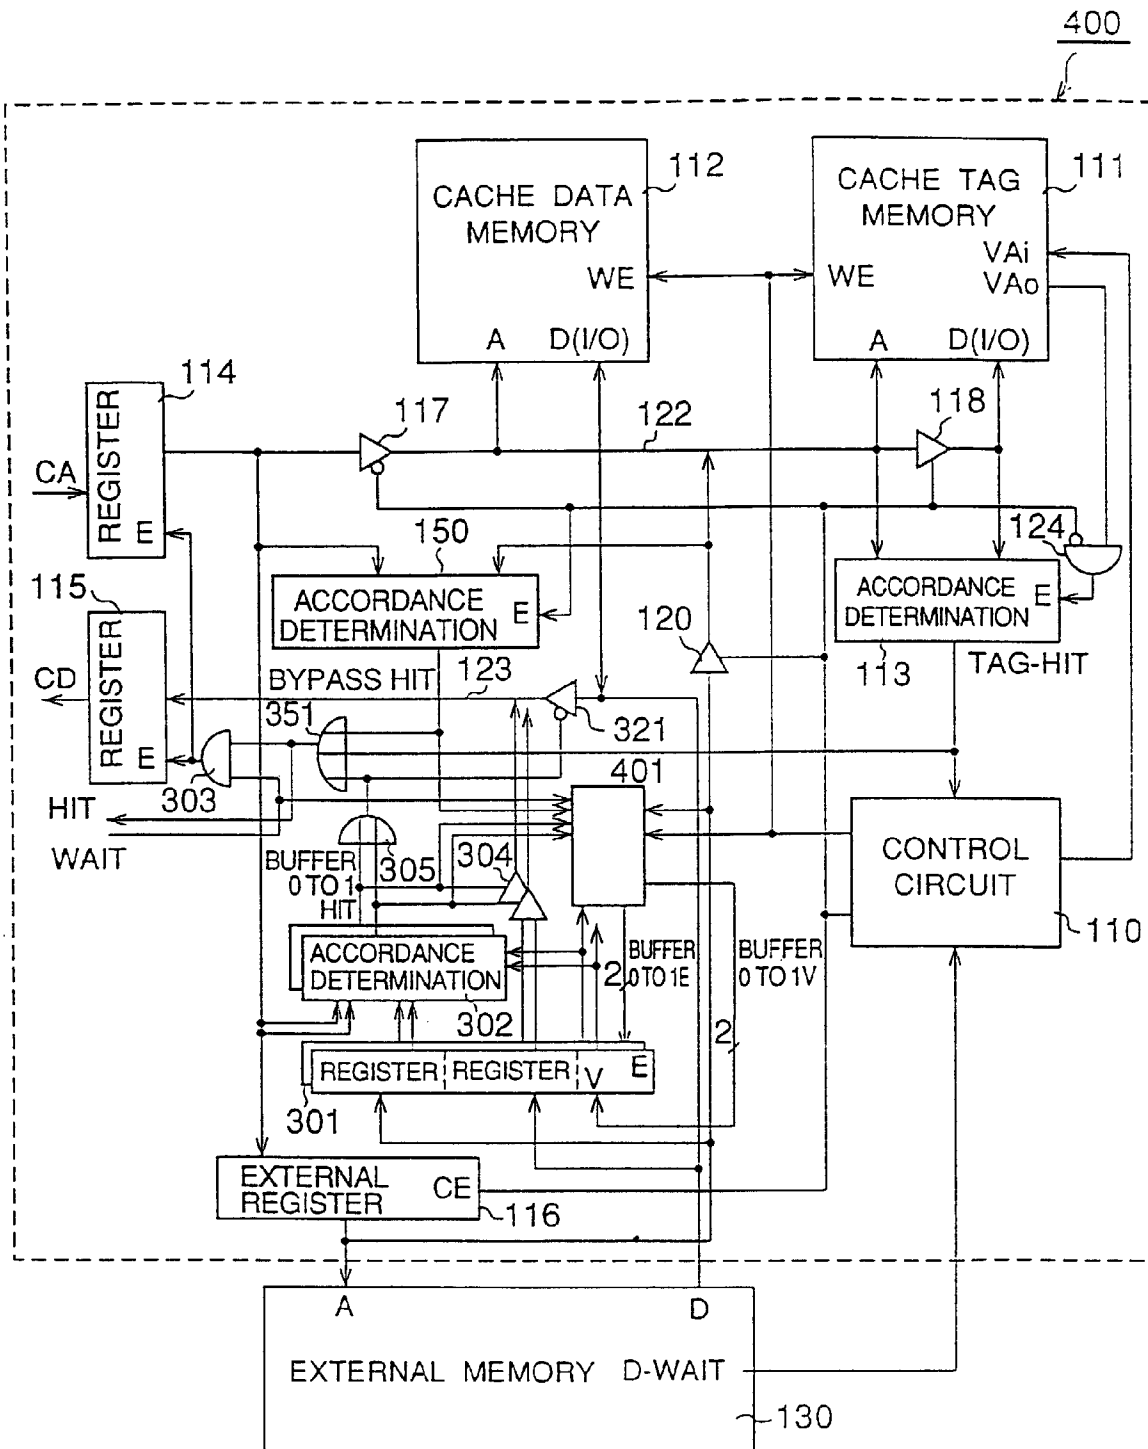 400
CACHE DATA
MEMORY
WE
A
D(I/O)
112
CACHE TAG
MEMORY
VAi
VAo
WE
A
D(I/O)
111
114
REGISTER
E
CA
117
122
118
124
150
ACCORDANCE
DETERMINATION
E
ACCORDANCE
DETERMINATION
E
113
TAG-HIT
115
REGISTER
E
CD
120
BYPASS HIT
123
321
351
303
401
HIT
WAIT
BUFFER
0 TO 1
HIT
305
304
CONTROL
CIRCUIT
110
ACCORDANCE
DETERMINATION
302
2
BUFFER
0 TO 1E
BUFFER
0 TO 1V
2
REGISTER
REGISTER
V
E
301
EXTERNAL
REGISTER
CE
116
A
D
EXTERNAL MEMORY
D-WAIT
130